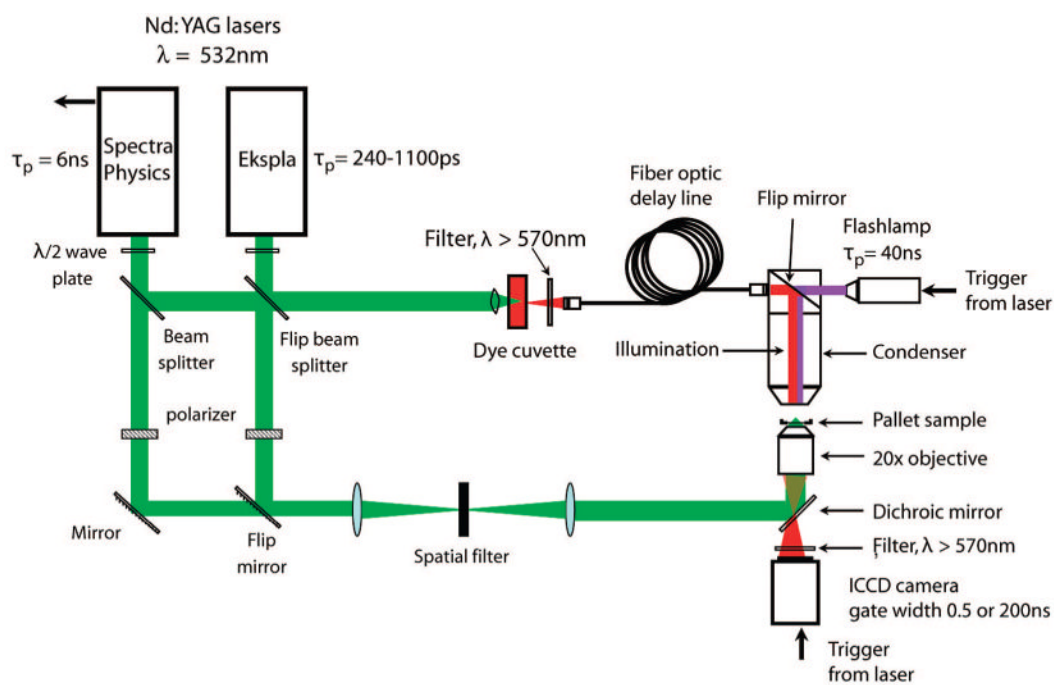 Nd:YAG lasers
λ = 532nm
Spectra
Physics
τp = 6ns
Ekspla
τp = 240-1100ps
λ/2 wave
plate
Beam
splitter
Flip beam
splitter
Filter, λ > 570nm
Dye cuvette
Fiber optic
delay line
Flip mirror
Flashlamp
τp = 40ns
Trigger
from laser
Illumination
Condenser
polarizer
Pallet sample
20x objective
Mirror
Flip
mirror
Spatial filter
Dichroic mirror
Filter, λ > 570nm
ICCD camera
gate width 0.5 or 200ns
Trigger
from laser